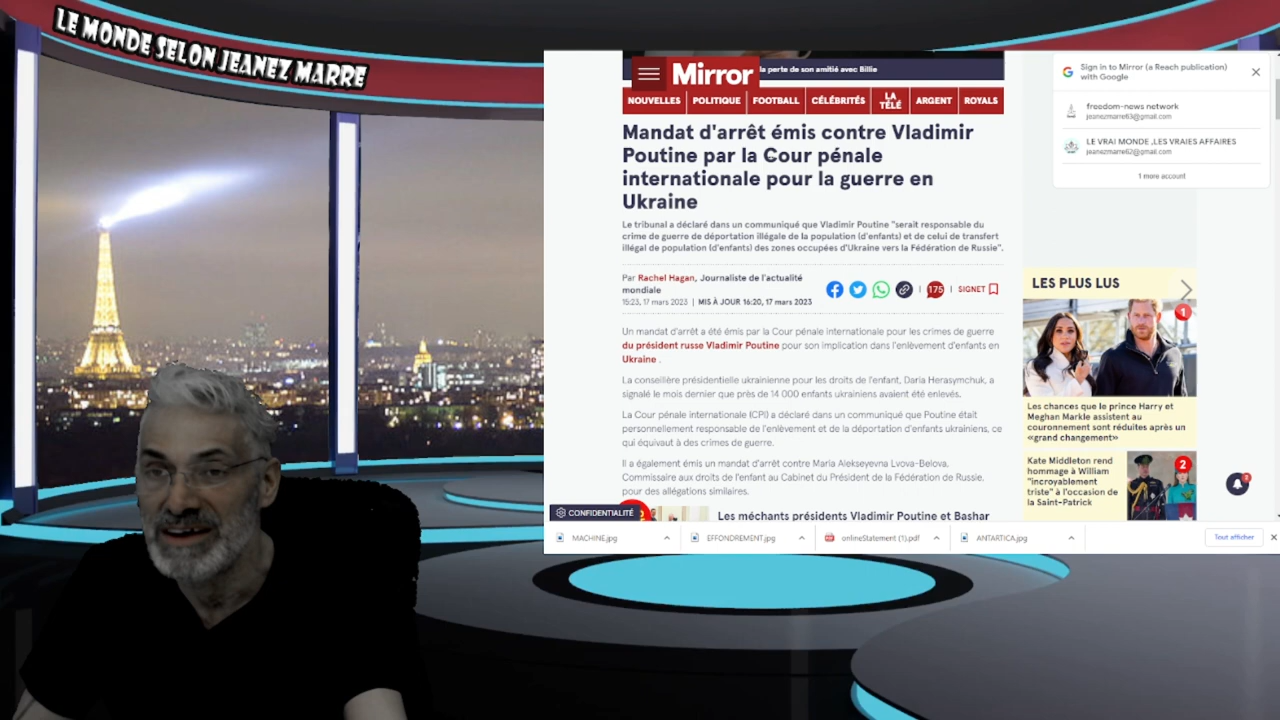 LE MONDE SELON JEANEZ MARRE
la perte de son amitié avec Billie
Mirror
NOUVELLES
POLITIQUE
FOOTBALL
CÉLÉBRITÉS
LA
TÉLÉ
ARGENT
ROYALS
Mandat d'arrêt émis contre Vladimir
Poutine par la Cour pénale
internationale pour la guerre en
Ukraine
Le tribunal a déclaré dans un communiqué que Vladimir Poutine "serait responsable du
crime de guerre de déportation illégale de la population (d'enfants) et de celui de transfert
illégal de population (d'enfants) des zones occupées d'Ukraine vers la Fédération de Russie".
Par Rachel Hagan, Journaliste de l'actualité
mondiale
15:23, 17 mars 2023 | MIS À JOUR 16:20, 17 mars 2023
175
SIGNET
Un mandat d'arrêt a été émis par la Cour pénale internationale pour les crimes de guerre
du président russe Vladimir Poutine pour son implication dans l'enlèvement d'enfants en
Ukraine .
La conseillère présidentielle ukrainienne pour les droits de l'enfant, Daria Herasymchuk, a
signalé le mois dernier que près de 14 000 enfants ukrainiens avaient été enlevés.
La Cour pénale internationale (CPI) a déclaré dans un communiqué que Poutine était
personnellement responsable de l'enlèvement et de la déportation d'enfants ukrainiens, ce
qui équivaut à des crimes de guerre.
Il a également émis un mandat d'arrêt contre Maria Alekseyevna Lvova-Belova,
Commissaire aux droits de l'enfant au Cabinet du Président de la Fédération de Russie,
pour des allégations similaires.
Les méchants présidents Vladimir Poutine et Bashar
CONFIDENTIALITÉ
Sign in to Mirror (a Reach publication)
with Google
freedom-news network
jeanezmarre63@gmail.com
LE VRAI MONDE ,LES VRAIES AFFAIRES
jeanezmarre62@gmail.com
1 more account
LES PLUS LUS
1
Les chances que le prince Harry et
Meghan Markle assistent au
couronnement sont réduites après un
«grand changement»
Kate Middleton rend
hommage à William
"incroyablement
triste" à l'occasion de
la Saint-Patrick
2
MACHINE.jpg
EFFONDREMENT.jpg
onlineStatement (1).pdf
ANTARTICA.jpg
Tout afficher